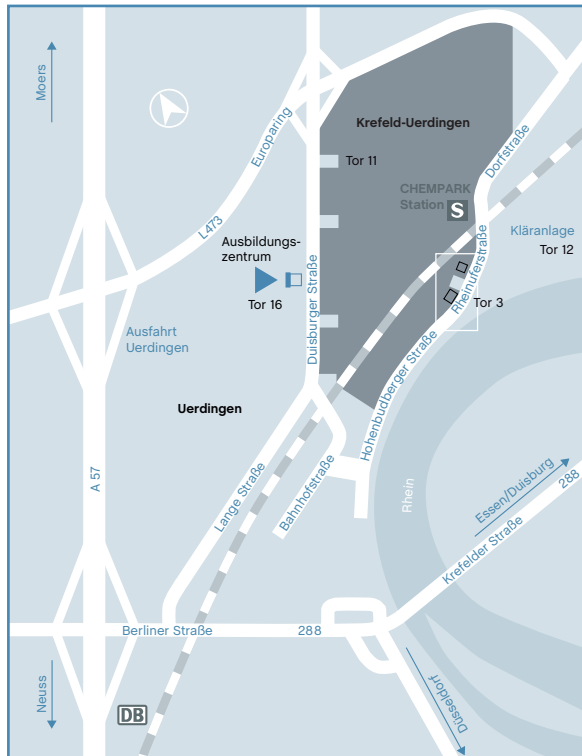 Moers
Krefeld-Uerdingen
Europaring
Tor 11
Dorfstraße
CHEMPARK
Station
S
L473
Ausbildungs-
zentrum
Kläranlage
Tor 12
Rheinuferstraße
Duisburger Straße
Tor 16
Tor 3
Ausfahrt
Uerdingen
Hohenbudberger Straße
Uerdingen
A 57
Lange Straße
Bahnhofstraße
Rhein
Essen/Duisburg
288
Krefelder Straße
Berliner Straße
288
Neuss
DB
Düsseldorf